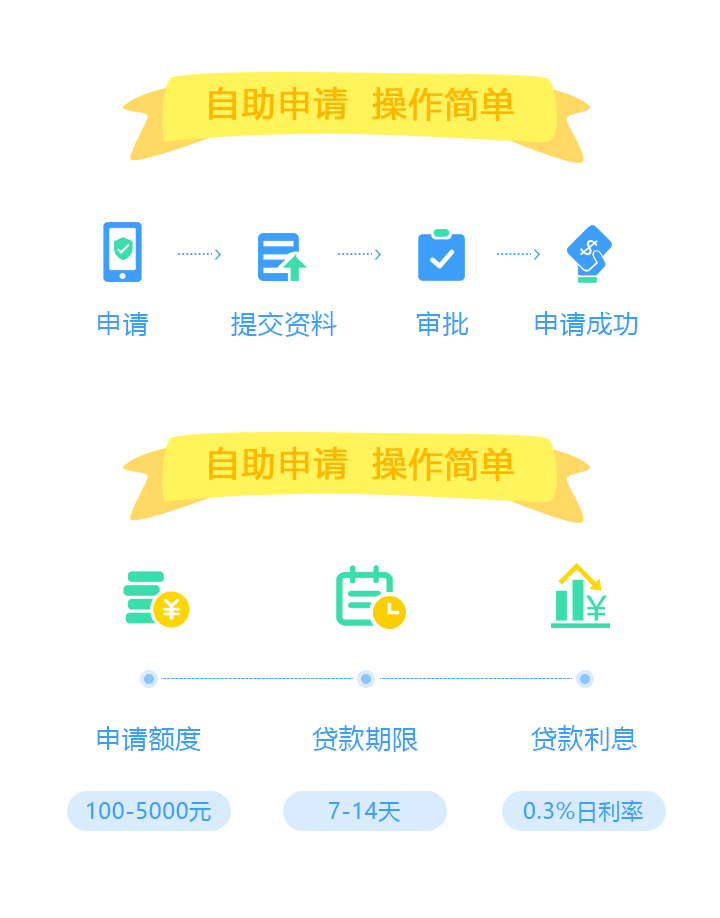 自助申请 操作简单
申请 提交资料 审批 申请成功
自助申请 操作简单
申请额度 贷款期限 贷款利息
100-5000元 7-14天 0.3%日利率